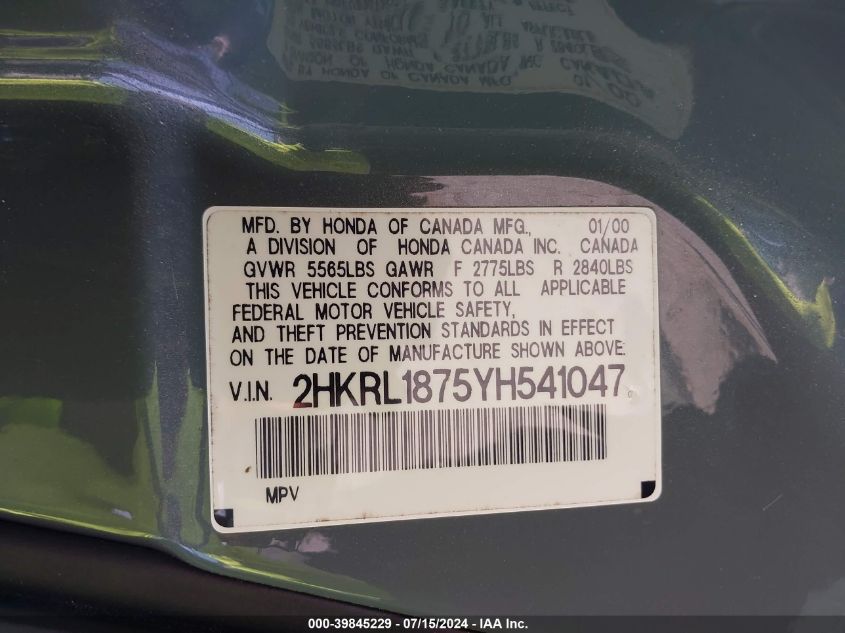 MFD. BY HONDA OF CANADA MFG., 01/00
A DIVISION OF HONDA CANADA INC. CANADA
GVWR 5565LBS GAWR F 2775LBS R 2840LBS
THIS VEHICLE CONFORMS TO ALL APPLICABLE
FEDERAL MOTOR VEHICLE SAFETY,
AND THEFT PREVENTION STANDARDS IN EFFECT
ON THE DATE OF MANUFACTURE SHOWN ABOVE.
V.I.N. 2HKRL1875YH541047
MPV
000-39845229 - 07/15/2024 - IAA Inc.